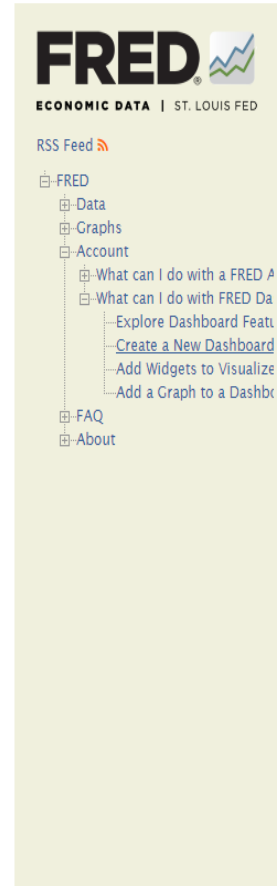 FRED®
ECONOMIC DATA | ST. LOUIS FED
RSS Feed
FRED
Data
Graphs
Account
What can I do with a FRED A
What can I do with FRED Da
Explore Dashboard Featu
Create a New Dashboard
Add Widgets to Visualize
Add a Graph to a Dashbo
FAQ
About